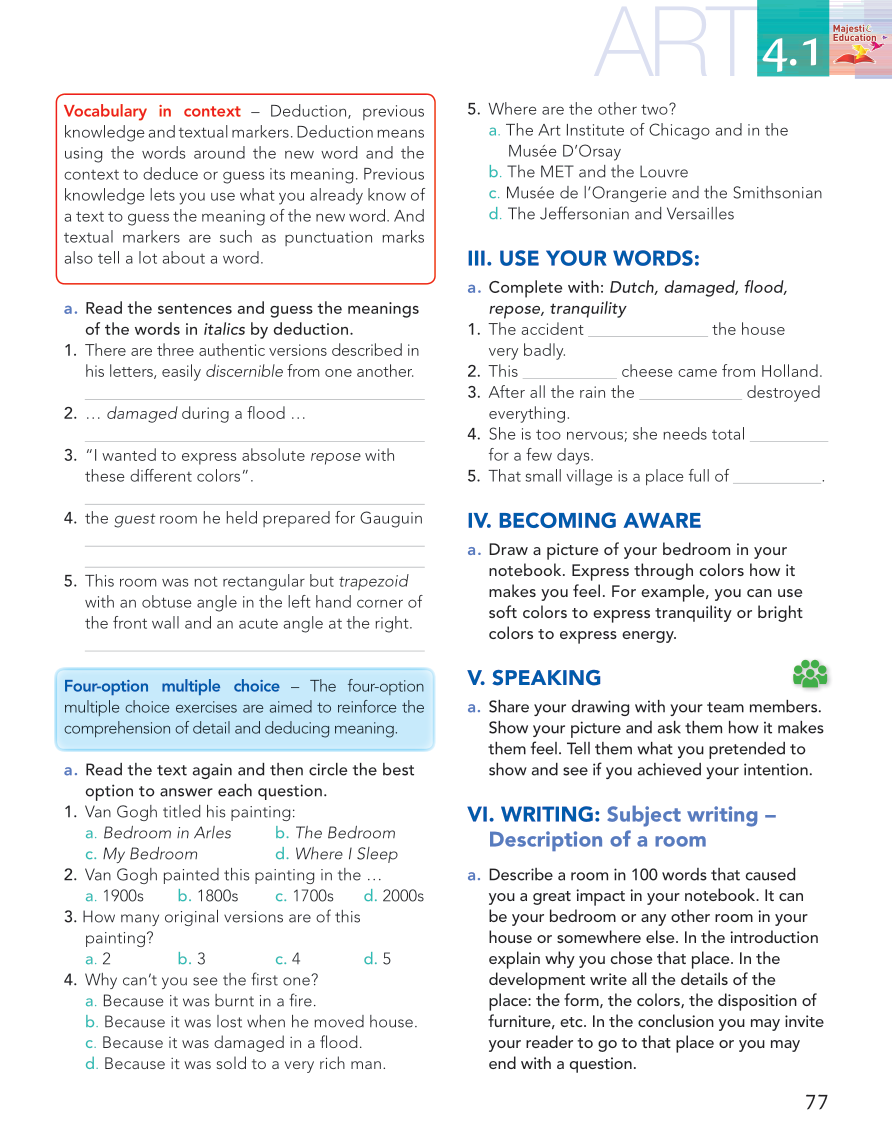 ART
4.1
Majestic
Education
Vocabulary in context – Deduction, previous
knowledge and textual markers. Deduction means
using the words around the new word and the
context to deduce or guess its meaning. Previous
knowledge lets you use what you already know of
a text to guess the meaning of the new word. And
textual markers are such as punctuation marks
also tell a lot about a word.
a. Read the sentences and guess the meanings
of the words in italics by deduction.
1. There are three authentic versions described in
his letters, easily discernible from one another.
2. … damaged during a flood …
3. “I wanted to express absolute repose with
these different colors”.
4. the guest room he held prepared for Gauguin
5. This room was not rectangular but trapezoid
with an obtuse angle in the left hand corner of
the front wall and an acute angle at the right.
Four-option multiple choice – The four-option
multiple choice exercises are aimed to reinforce the
comprehension of detail and deducing meaning.
a. Read the text again and then circle the best
option to answer each question.
1. Van Gogh titled his painting:
a. Bedroom in Arles b. The Bedroom
c. My Bedroom d. Where I Sleep
2. Van Gogh painted this painting in the …
a. 1900s b. 1800s c. 1700s d. 2000s
3. How many original versions are of this
painting?
a. 2 b. 3 c. 4 d. 5
4. Why can’t you see the first one?
a. Because it was burnt in a fire.
b. Because it was lost when he moved house.
c. Because it was damaged in a flood.
d. Because it was sold to a very rich man.
5. Where are the other two?
a. The Art Institute of Chicago and in the
Musée D’Orsay
b. The MET and the Louvre
c. Musée de l’Orangerie and the Smithsonian
d. The Jeffersonian and Versailles
III. USE YOUR WORDS:
a. Complete with: Dutch, damaged, flood,
repose, tranquility
1. The accident ______________ the house
very badly.
2. This ___________ cheese came from Holland.
3. After all the rain the ____________ destroyed
everything.
4. She is too nervous; she needs total _________
for a few days.
5. That small village is a place full of __________.
IV. BECOMING AWARE
a. Draw a picture of your bedroom in your
notebook. Express through colors how it
makes you feel. For example, you can use
soft colors to express tranquility or bright
colors to express energy.
V. SPEAKING
a. Share your drawing with your team members.
Show your picture and ask them how it makes
them feel. Tell them what you pretended to
show and see if you achieved your intention.
VI. WRITING: Subject writing –
Description of a room
a. Describe a room in 100 words that caused
you a great impact in your notebook. It can
be your bedroom or any other room in your
house or somewhere else. In the introduction
explain why you chose that place. In the
development write all the details of the
place: the form, the colors, the disposition of
furniture, etc. In the conclusion you may invite
your reader to go to that place or you may
end with a question.
77